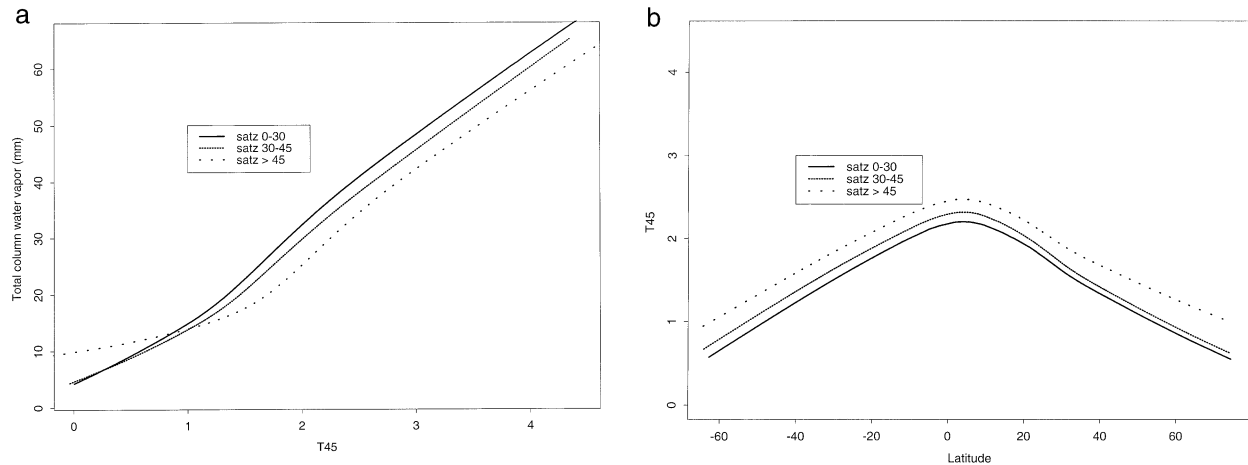 a
Total column water vapor (mm)
60
50
40
30
20
10
0
satz 0-30
satz 30-45
satz > 45
0 1 2 3 4
T45
b
T45
4
3
2
1
0
satz 0-30
satz 30-45
satz > 45
-60 -40 -20 0 20 40 60
Latitude